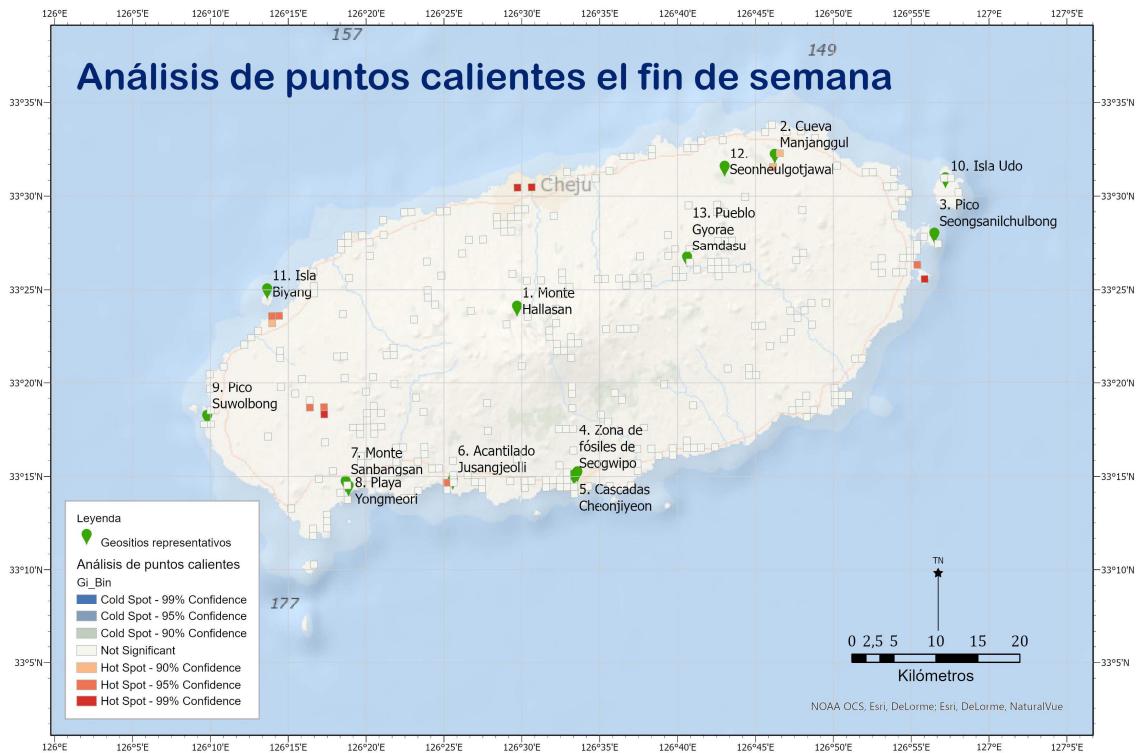 126°E
126°10'E
126°15'E
126°20'E
126°25'E
126°30'E
126°35'E
126°40'E
126°45'E
126°50'E
126°55'E
127°E
127°5'E
157
149
Análisis de puntos calientes el fin de semana
33°35'N
33°35'N
2. Cueva
Manjanggul
12.
Seonheulgotjawal
10. Isla Udo
33°30'N
Cheju
33°30'N
3. Pico
Seongsanilchulbong
13. Pueblo
Gyorae
Samdasu
11. Isla
Biyang
33°25'N
33°25'N
1. Monte
Hallasan
33°20'N
33°20'N
9. Pico
Suwolbong
4. Zona de
fósiles de
Seogwipo
7. Monte
Sanbangsan
6. Acantilado
Jusangjeolli
33°15'N
33°15'N
8. Playa
Yongmeori
5. Cascadas
Cheonjiyeon
Leyenda
Geositios representativos
Análisis de puntos calientes
Gi_Bin
Cold Spot - 99% Confidence
Cold Spot - 95% Confidence
Cold Spot - 90% Confidence
Not Significant
Hot Spot - 90% Confidence
Hot Spot - 95% Confidence
Hot Spot - 99% Confidence
33°10'N
33°10'N
TN
177
0 2,5 5 10 15 20
Kilómetros
33°5'N
33°5'N
NOAA OCS, Esri, DeLorme; Esri, DeLorme, NaturalVue
126°E
126°5'E
126°10'E
126°15'E
126°20'E
126°25'E
126°30'E
126°35'E
126°40'E
126°45'E
126°50'E
126°55'E
127°E
127°5'E